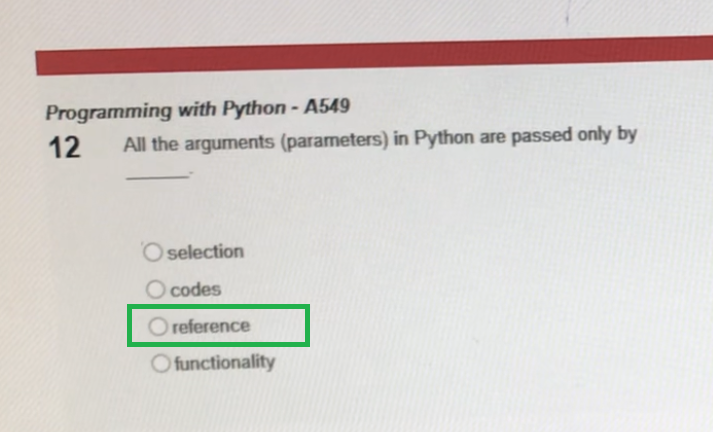 Programming with Python - A549
12 All the arguments (parameters) in Python are passed only by
______.
selection
codes
reference
functionality